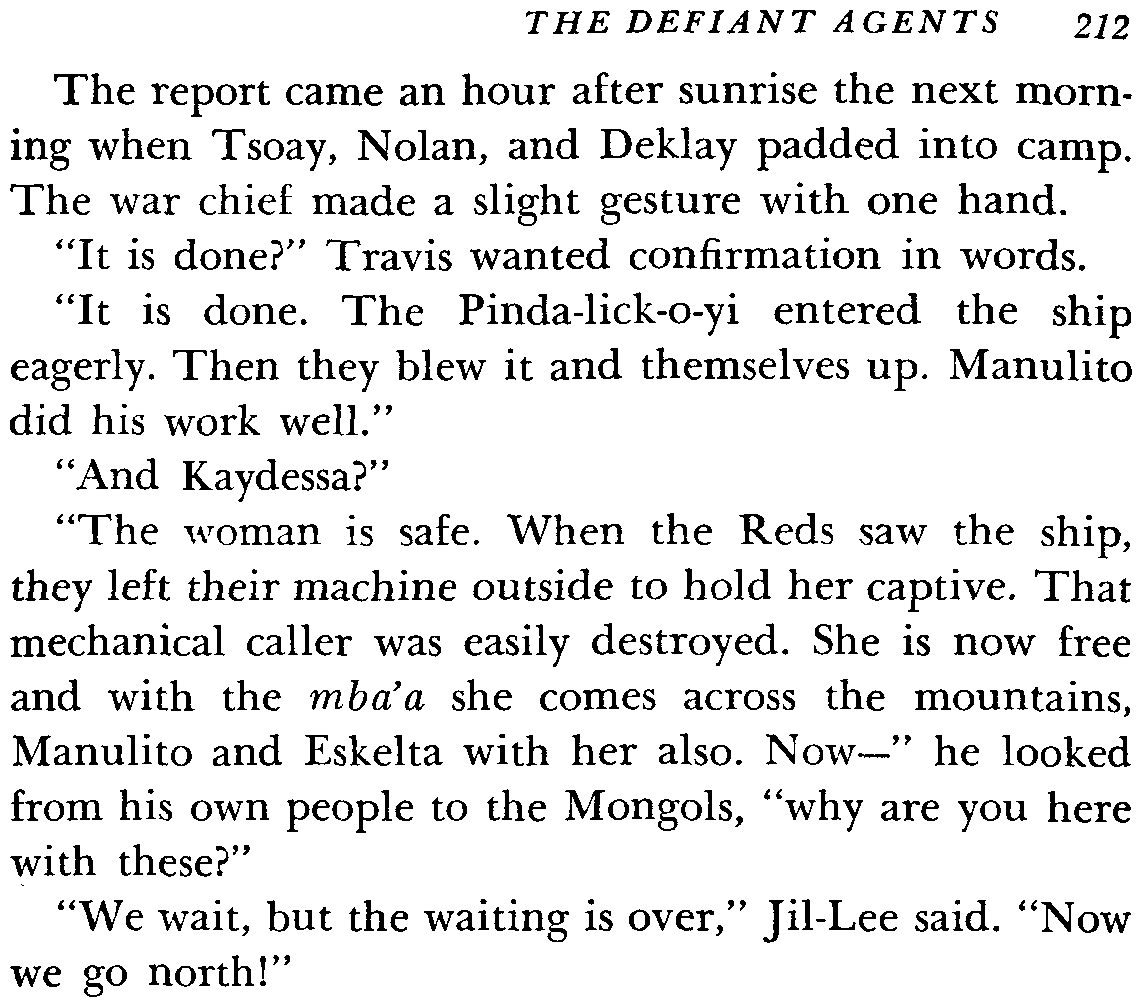 THE DEFIANT AGENTS 212
The report came an hour after sunrise the next morn-
ing when Tsoay, Nolan, and Deklay padded into camp.
The war chief made a slight gesture with one hand.
“It is done?” Travis wanted confirmation in words.
“It is done. The Pinda-lick-o-yi entered the ship
eagerly. Then they blew it and themselves up. Manulito
did his work well.”
“And Kaydessa?”
“The woman is safe. When the Reds saw the ship,
they left their machine outside to hold her captive. That
mechanical caller was easily destroyed. She is now free
and with the mba’a she comes across the mountains,
Manulito and Eskelta with her also. Now—” he looked
from his own people to the Mongols, “why are you here
with these?”
“We wait, but the waiting is over,” Jil-Lee said. “Now
we go north!”